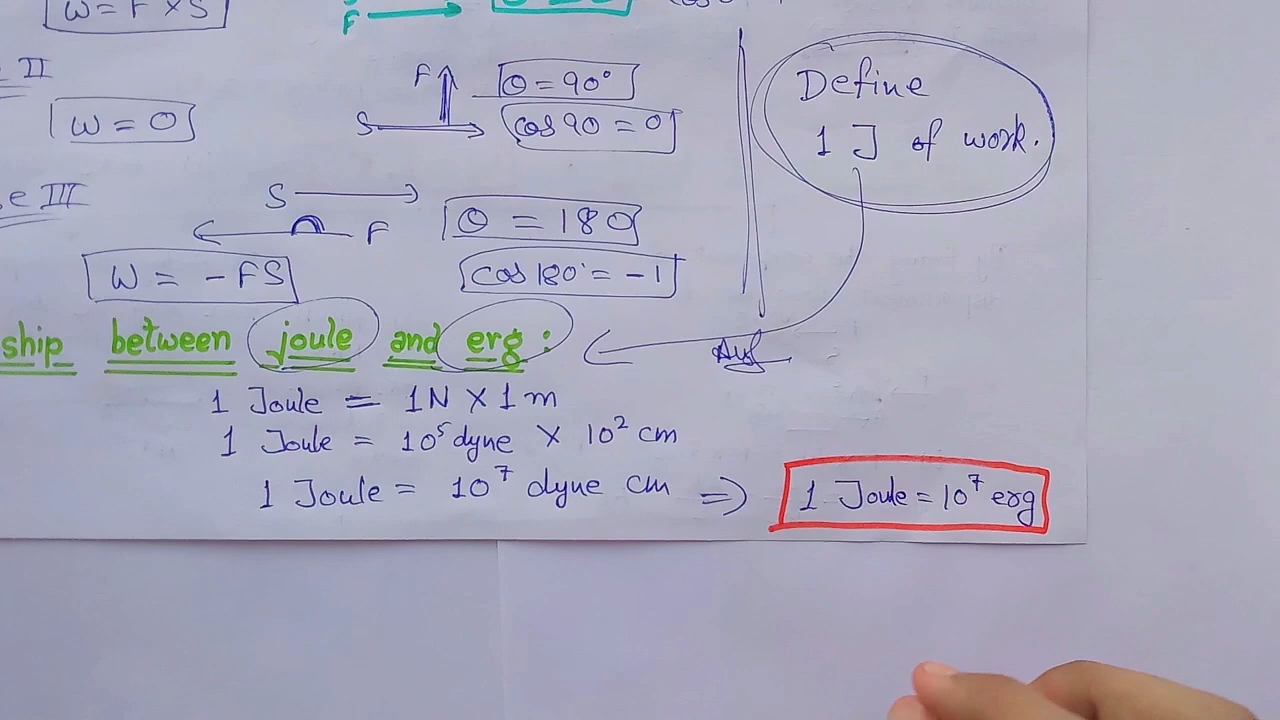 W = F x S
F
II
F
θ = 90°
W = 0
S
cos 90 = 0
e III
S
F
θ = 180
W = - FS
cos 180° = -1
ship between joule and erg :
1 Joule = 1N X 1 m
1 Joule = 10⁵ dyne X 10² cm
1 Joule = 10⁷ dyne cm ⇒ 1 Joule = 10⁷ erg
Define
1 J of work.